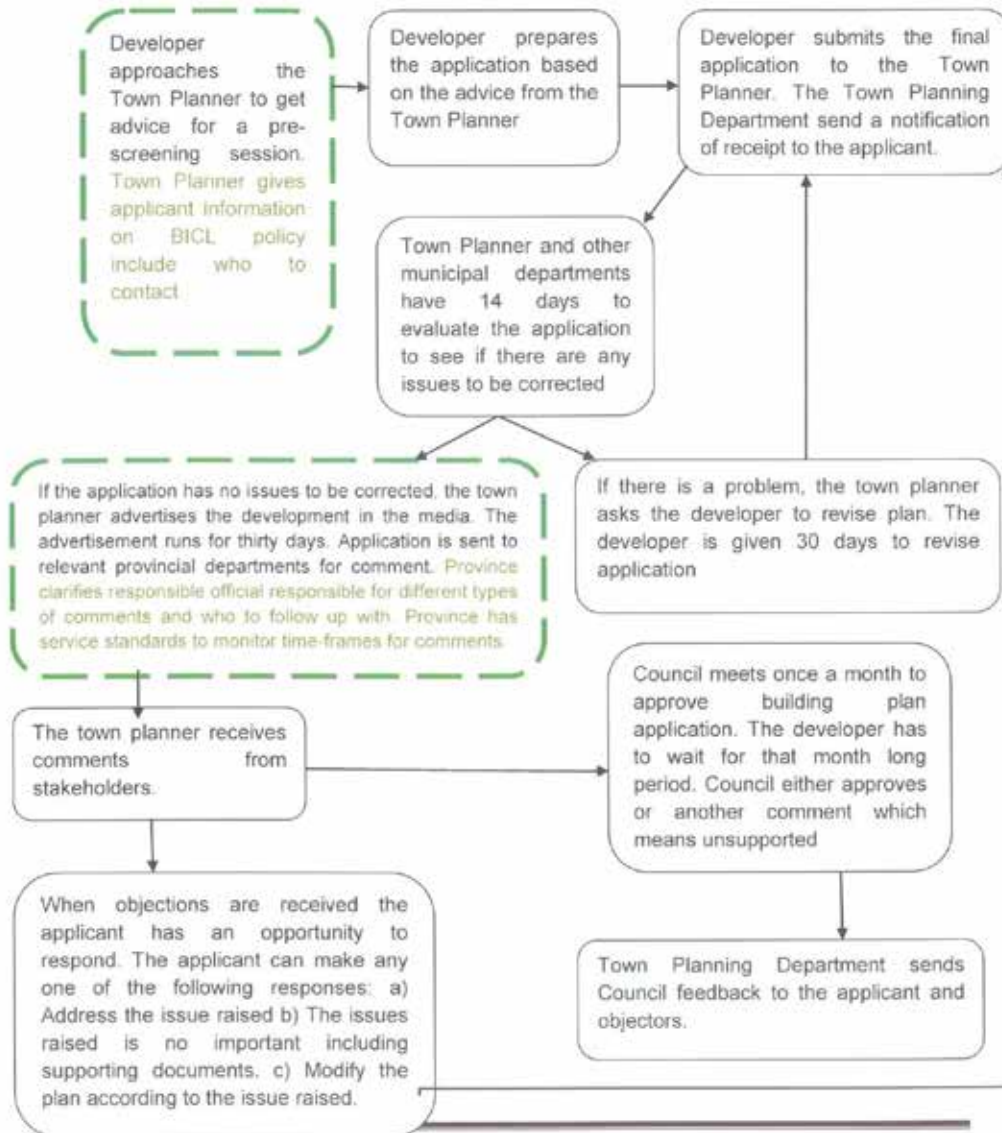 Developer
approaches the
Town Planner to get
advice for a pre-
screening session.
Town Planner gives
applicant information
on BICL policy
include who to
contact
Developer prepares
the application based
on the advice from the
Town Planner
Developer submits the final
application to the Town
Planner. The Town Planning
Department send a notification
of receipt to the applicant.
Town Planner and other
municipal departments
have 14 days to
evaluate the application
to see if there are any
issues to be corrected
If the application has no issues to be corrected, the town
planner advertises the development in the media. The
advertisement runs for thirty days. Application is sent to
relevant provincial departments for comment. Province
clarifies responsible official responsible for different types
of comments and who to follow up with. Province has
service standards to monitor time-frames for comments.
If there is a problem, the town planner
asks the developer to revise plan. The
developer is given 30 days to revise
application
The town planner receives
comments from
stakeholders.
Council meets once a month to
approve building plan
application. The developer has
to wait for that month long
period. Council either approves
or another comment which
means unsupported
When objections are received the
applicant has an opportunity to
respond. The applicant can make any
one of the following responses: a)
Address the issue raised b) The issues
raised is no important including
supporting documents. c) Modify the
plan according to the issue raised.
Town Planning Department sends
Council feedback to the applicant and
objectors.